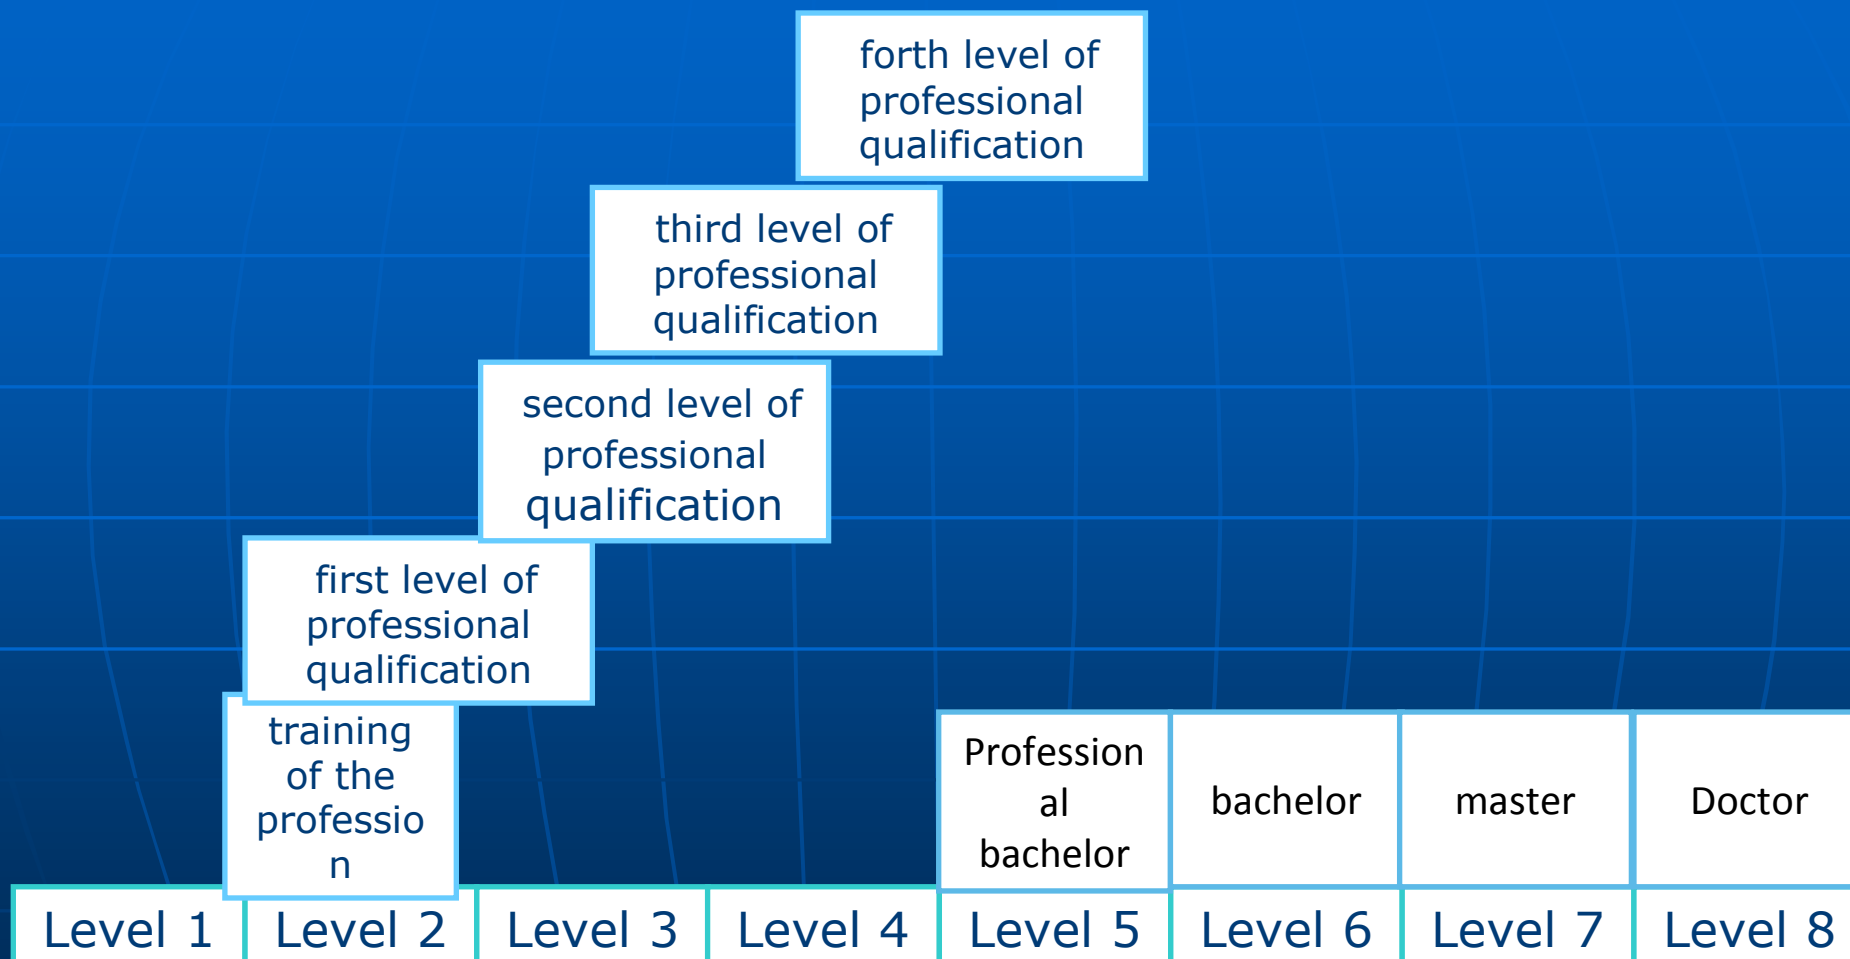 forth level of
professional
qualification
third level of
professional
qualification
second level of
professional
qualification
first level of
professional
qualification
training
of the
professio
n
Profession
al
bachelor
bachelor
master
Doctor
Level 1
Level 2
Level 3
Level 4
Level 5
Level 6
Level 7
Level 8